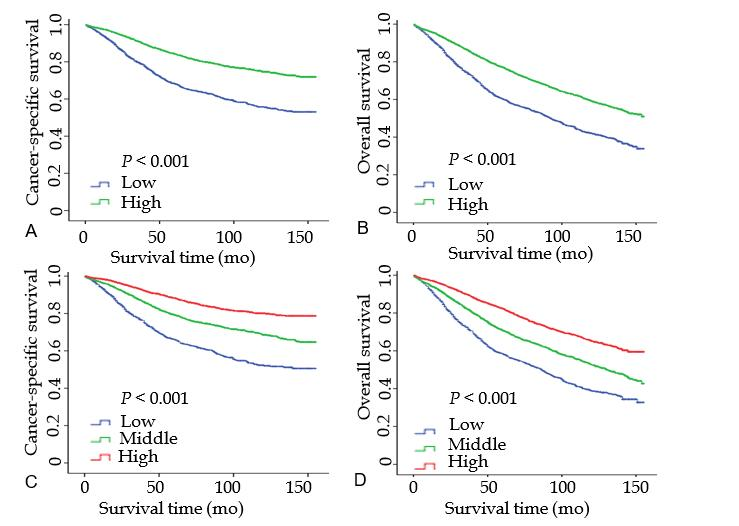 Cancer-specific survival
1.0
0.8
0.6
0.4
0.2
0
P < 0.001
Low
High
A
0 50 100 150
Survival time (mo)
Overall survival
1.0
0.8
0.6
0.4
0.2
0
P < 0.001
Low
High
B
0 50 100 150
Survival time (mo)
Cancer-specific survival
1.0
0.8
0.6
0.4
0.2
0
P < 0.001
Low
Middle
High
C
0 50 100 150
Survival time (mo)
Overall survival
1.0
0.8
0.6
0.4
0.2
0
P < 0.001
Low
Middle
High
D
0 50 100 150
Survival time (mo)